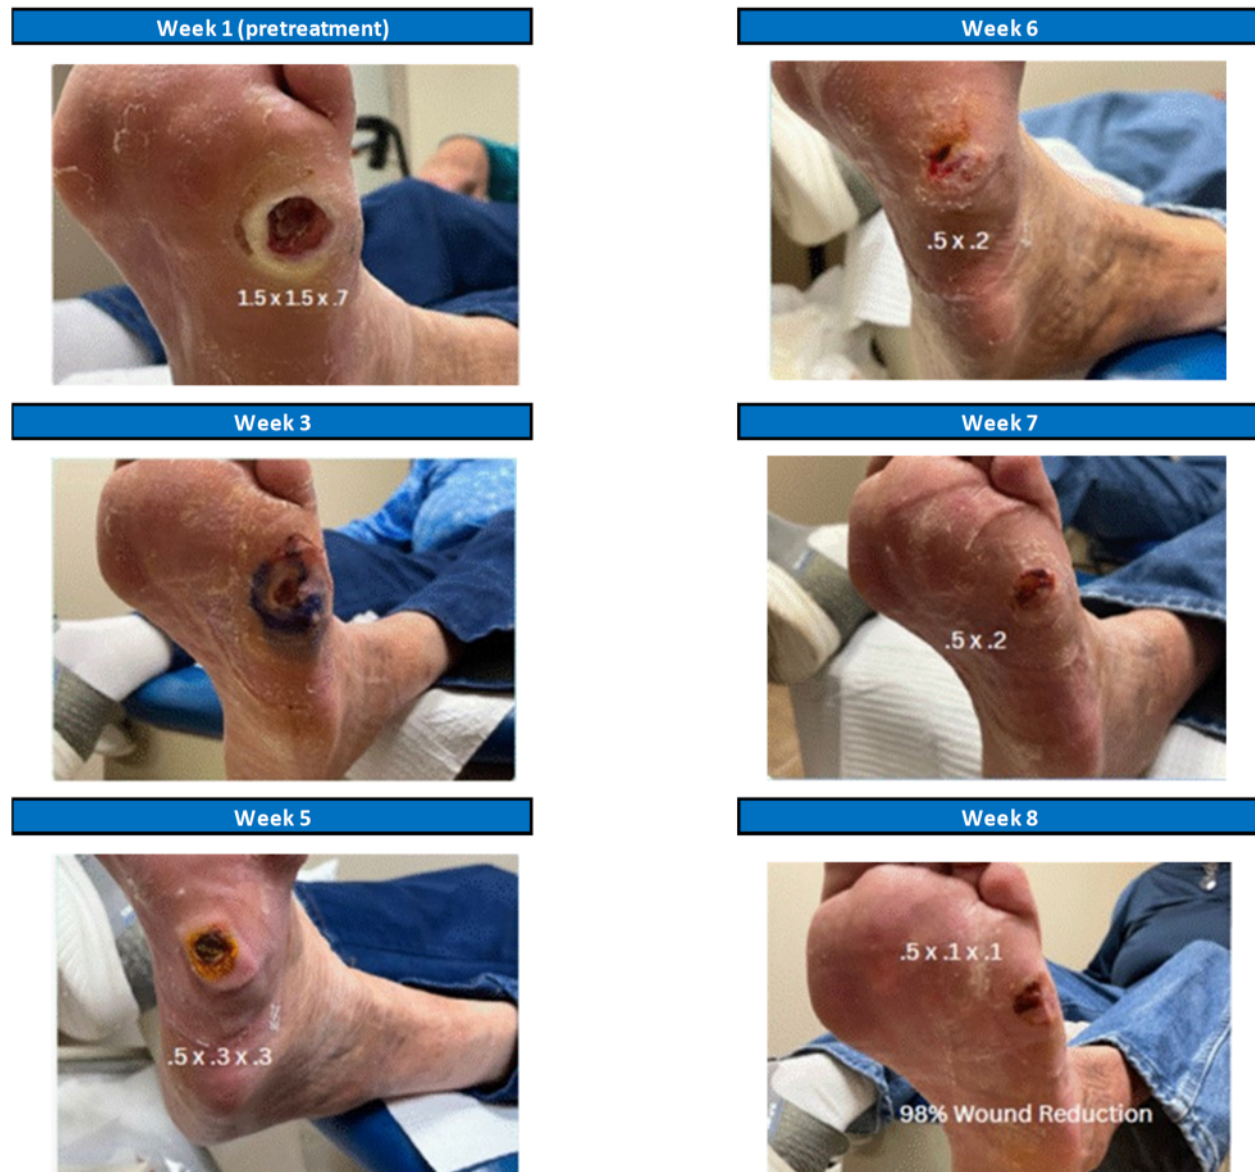 Week 1 (pretreatment)
1.5 x 1.5 x .7
Week 3
Week 5
.5 x .3 x .3
Week 6
.5 x .2
Week 7
.5 x .2
Week 8
.5 x .1 x .1
98% Wound Reduction